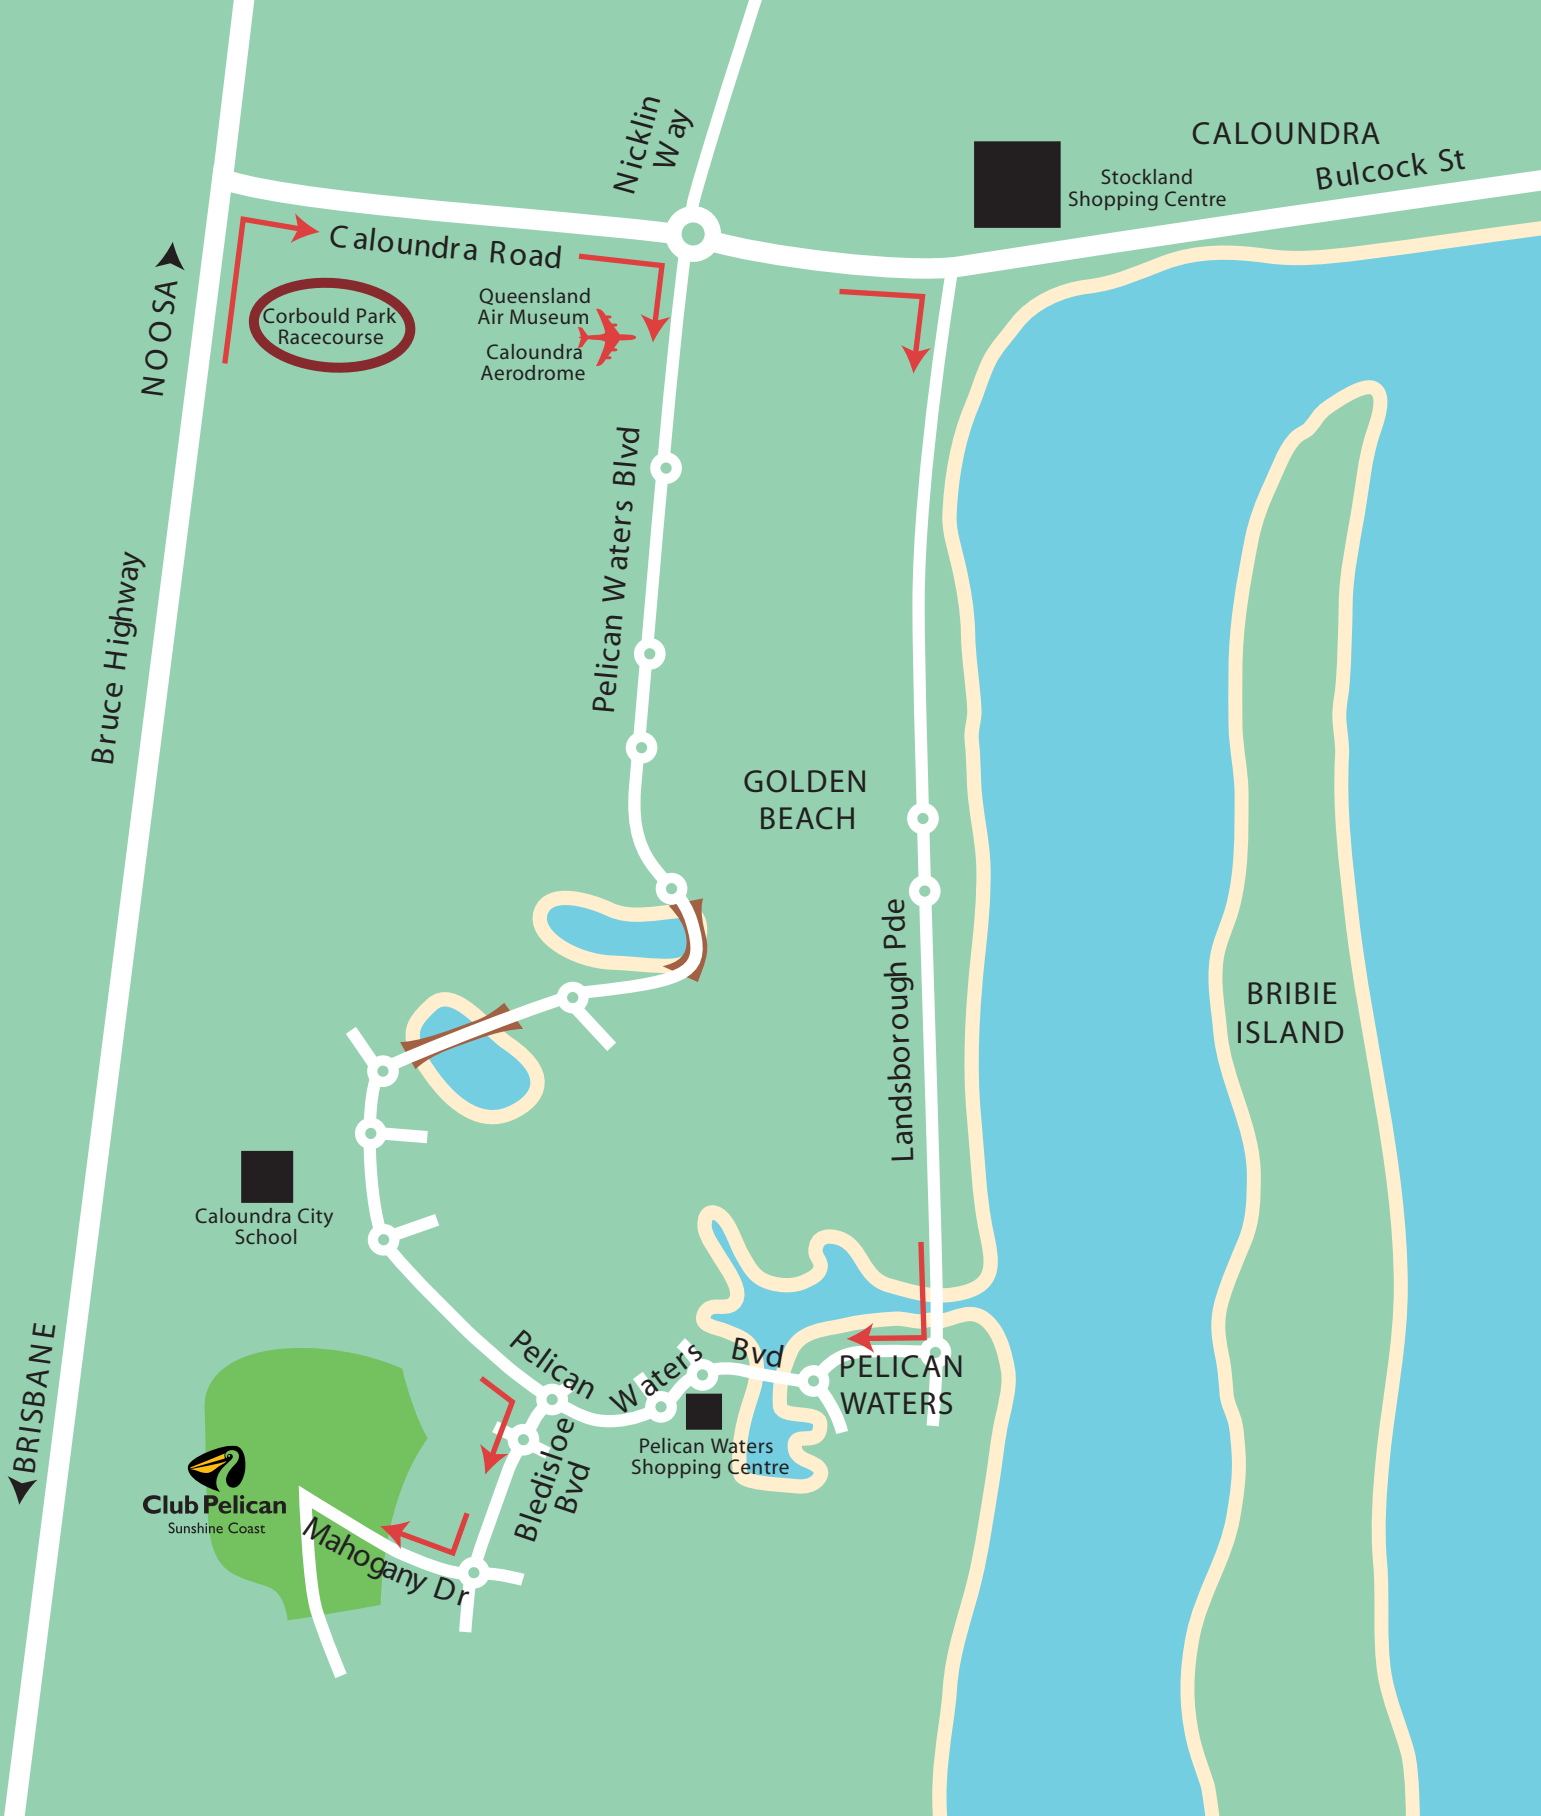 CALOUNDRA
Bulcock St
Nicklin
Way
Stockland
Shopping Centre
Caloundra Road
NOOSA
Corbould Park
Racecourse
Queensland
Air Museum
Caloundra
Aerodrome
Pelican Waters Blvd
Bruce Highway
GOLDEN
BEACH
Landsborough Pde
BRIBIE
ISLAND
Caloundra City
School
BRISBANE
Pelican
Waters
Bvd
PELICAN
WATERS
Pelican Waters
Shopping Centre
Bledisloe
Bvd
Club Pelican
Sunshine Coast
Mahogany Dr